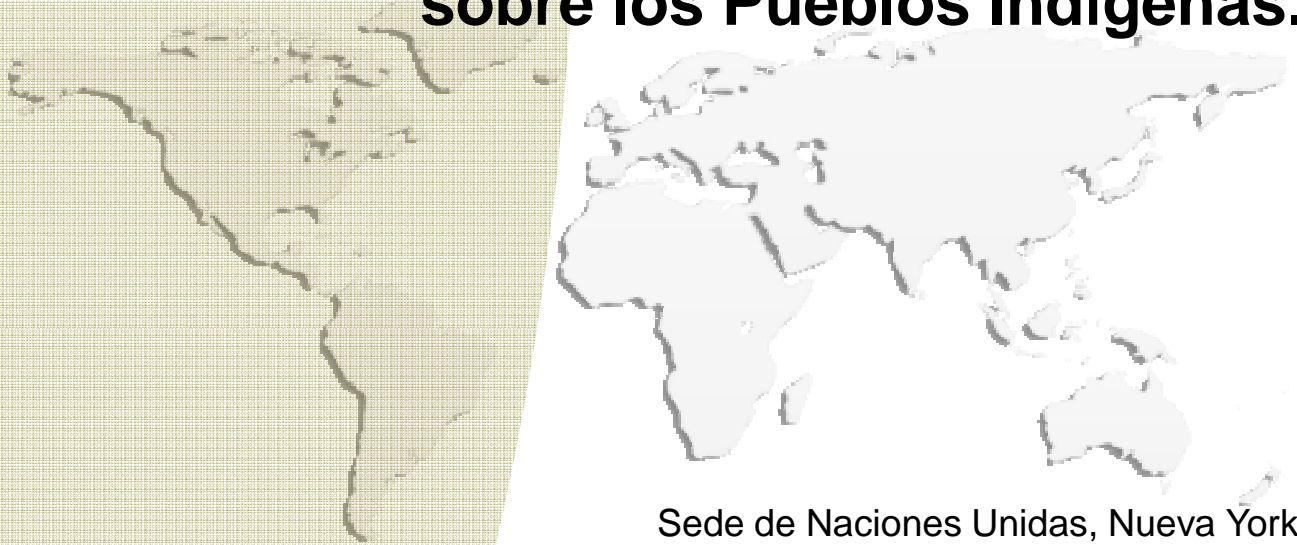 sobre los Pueblos Indígenas.
Sede de Naciones Unidas, Nueva York